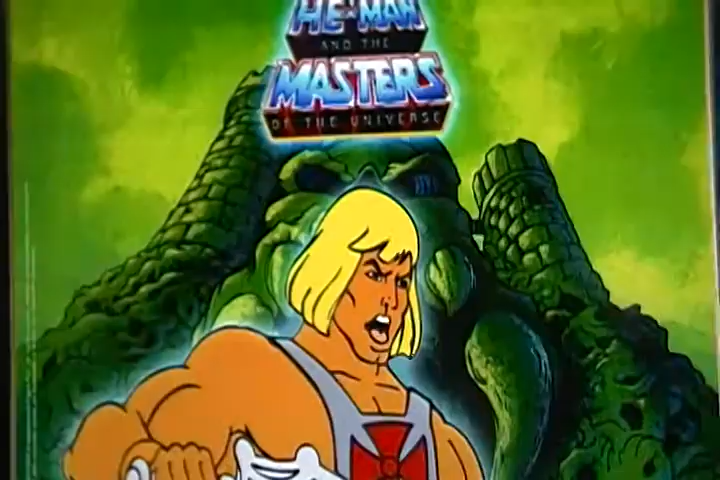 HE-MAN
AND THE
MASTERS
OF THE UNIVERSE